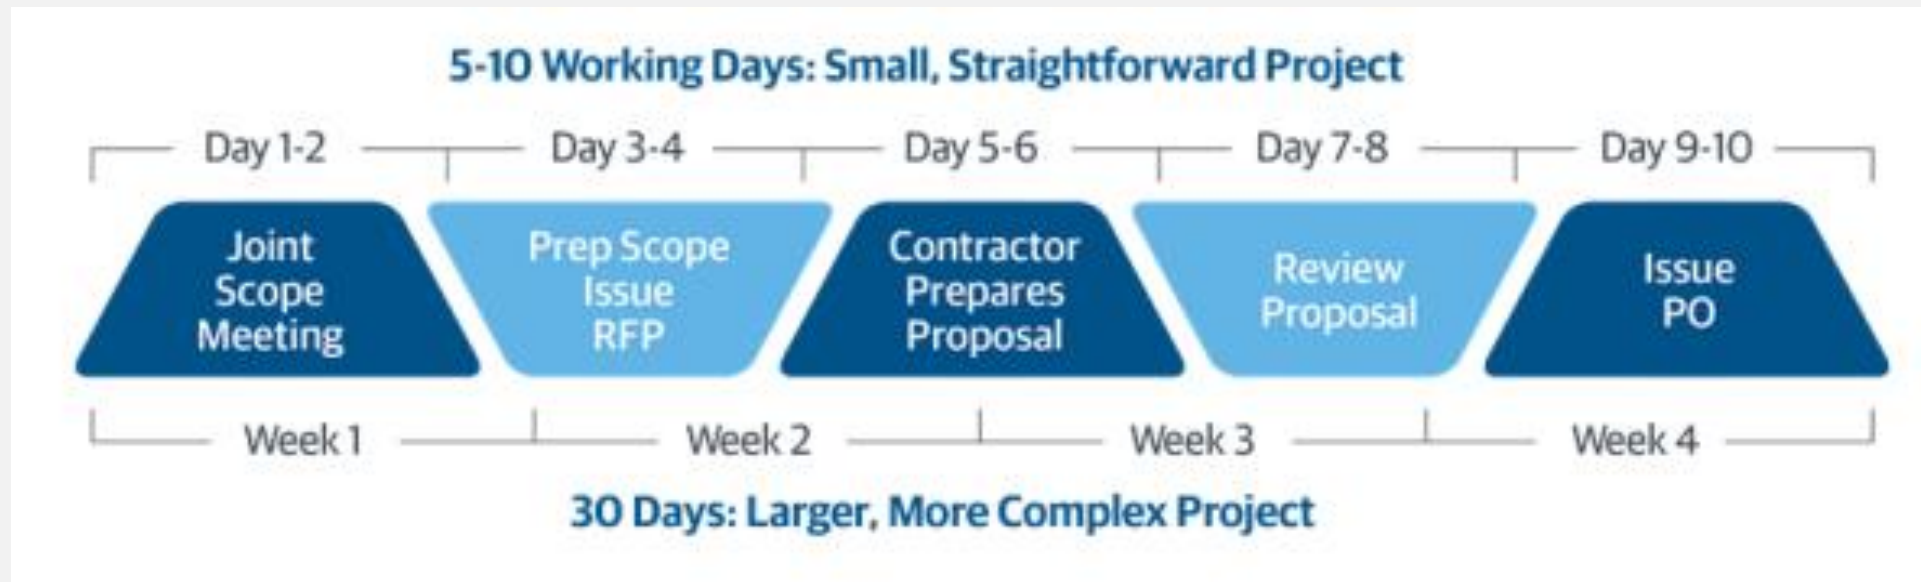 5-10 Working Days: Small, Straightforward Project
Day 1-2
Day 3-4
Day 5-6
Day 7-8
Day 9-10
Joint
Scope
Meeting
Prep Scope
Issue
RFP
Contractor
Prepares
Proposal
Review
Proposal
Issue
PO
Week 1
Week 2
Week 3
Week 4
30 Days: Larger, More Complex Project